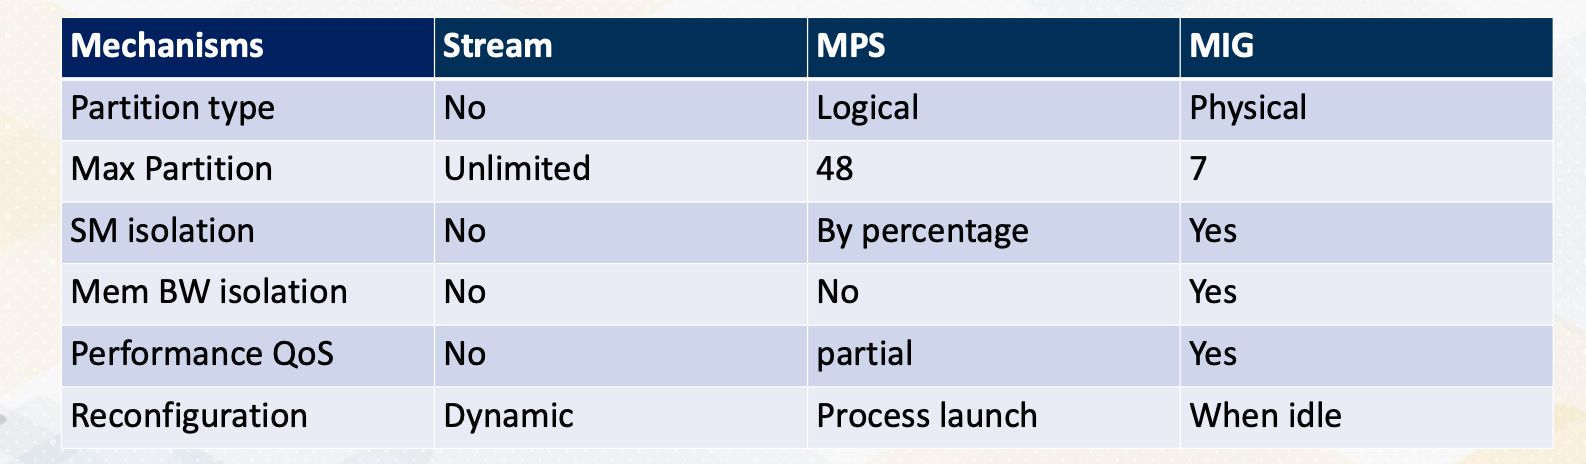 Mechanisms Stream MPS MIG
Partition type No Logical Physical
Max Partition Unlimited 48 7
SM isolation No By percentage Yes
Mem BW isolation No No Yes
Performance QoS No partial Yes
Reconfiguration Dynamic Process launch When idle